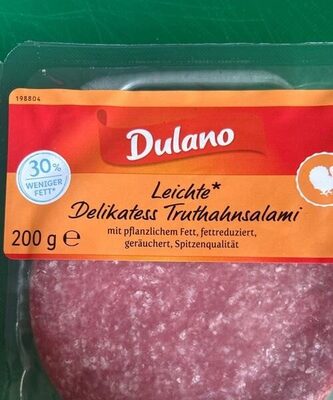 198804
Dulano
30%
WENIGER
FETT*
Leichte*
Delikatess Truthahnsalami
200 g ℮
mit pflanzlichem Fett, fettreduziert,
geräuchert, Spitzenqualität